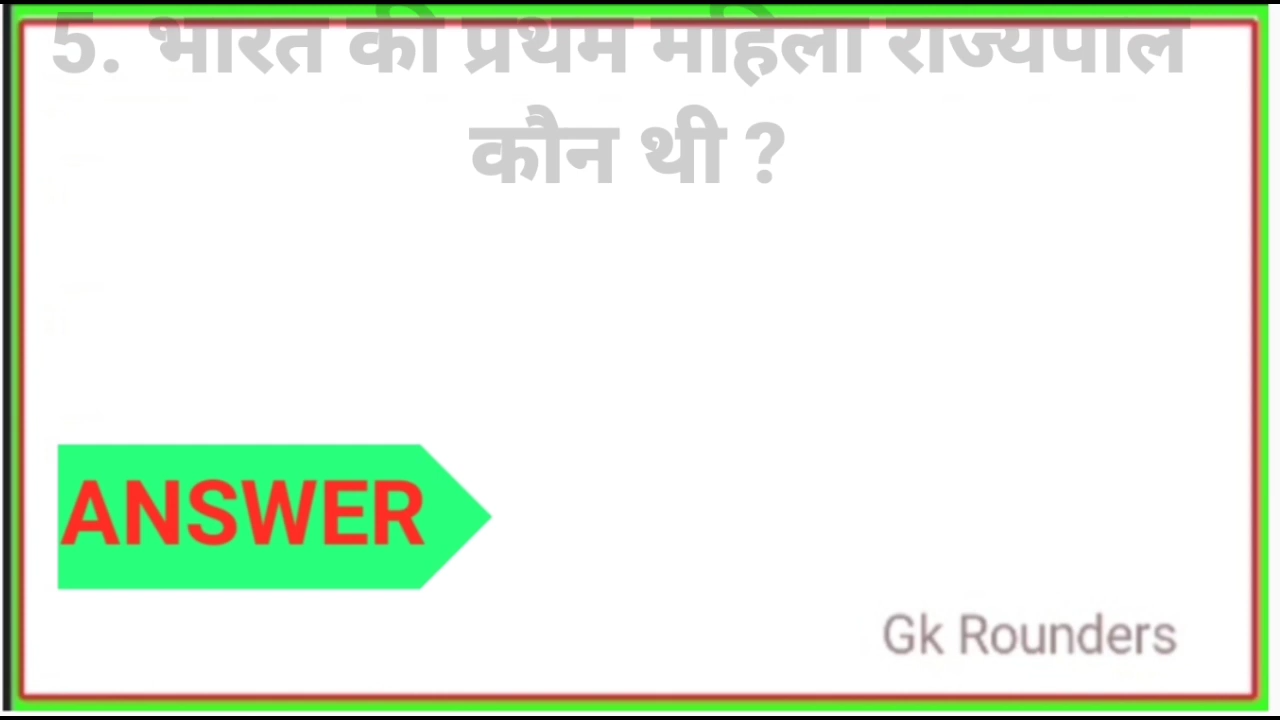 5. भारत की प्रथम महिला राज्यपाल
कौन थी ?
ANSWER
Gk Rounders